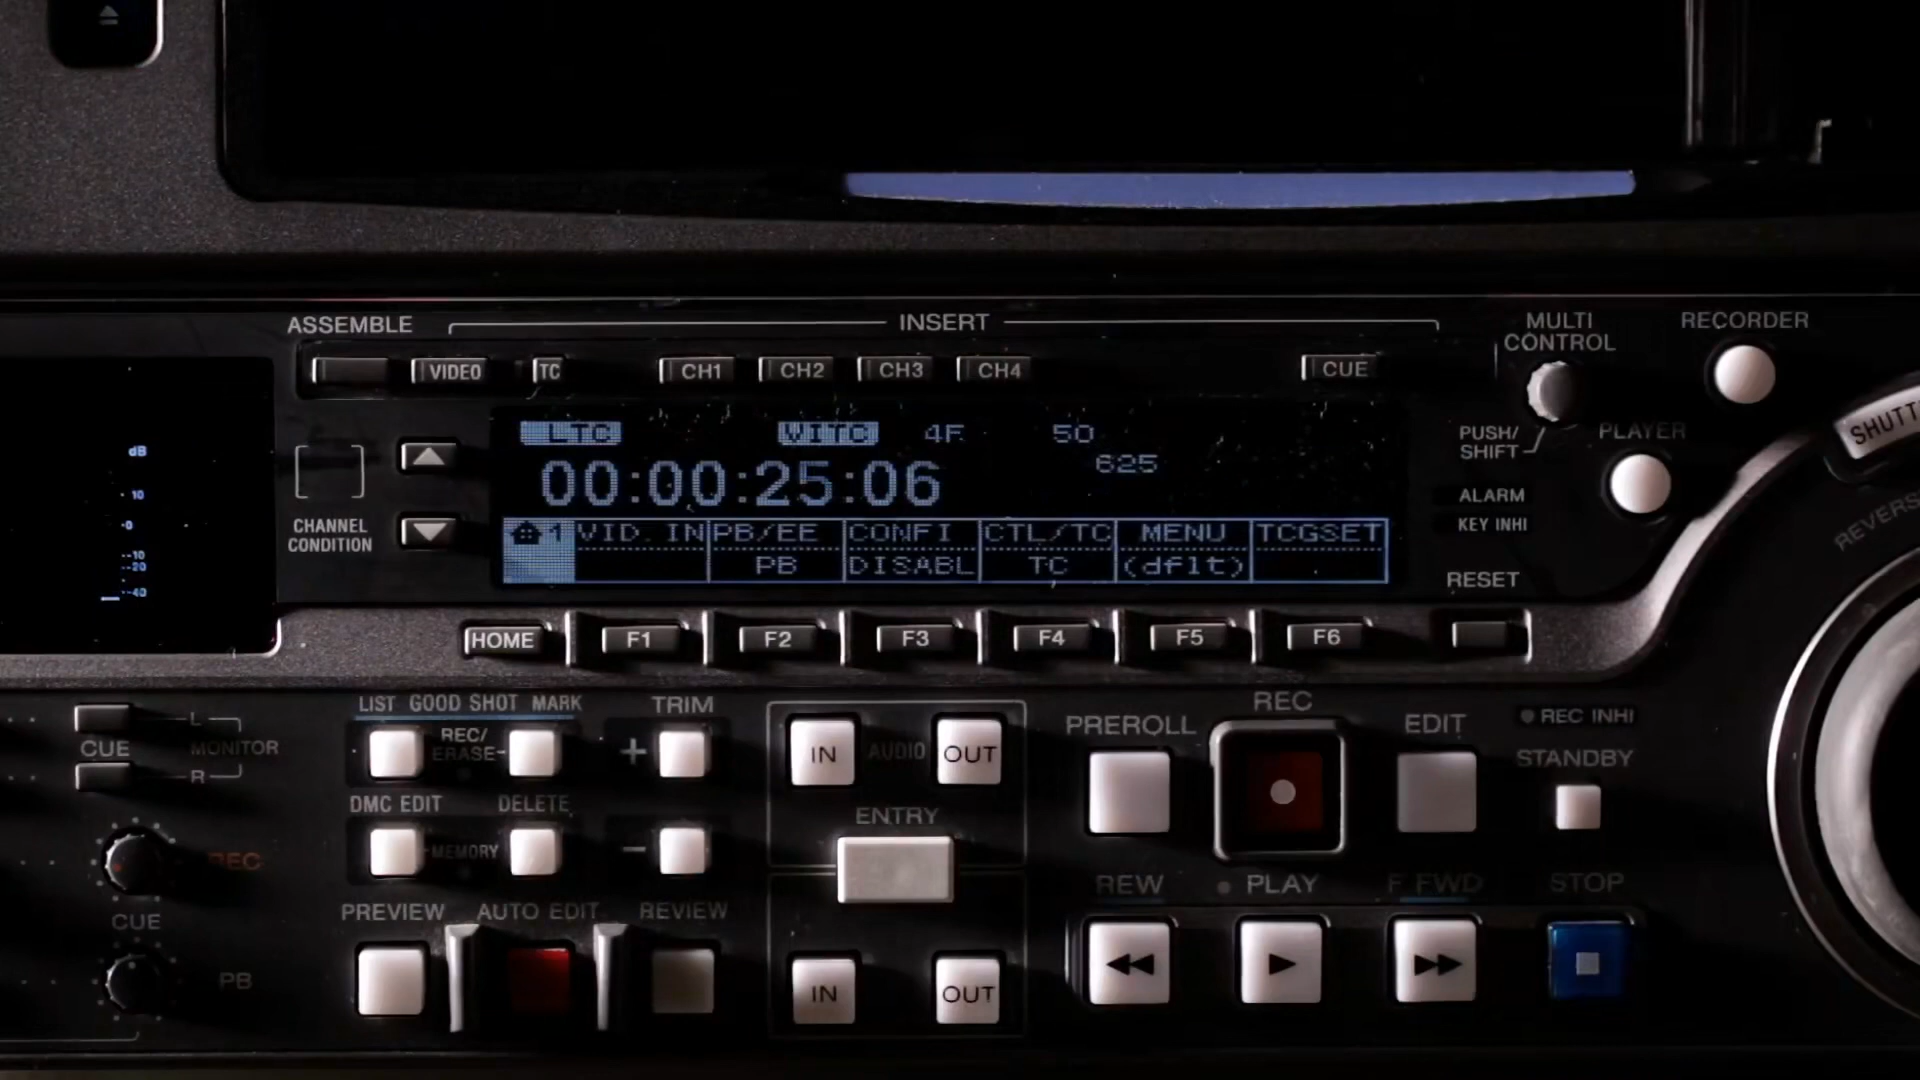 ASSEMBLE INSERT
VIDEO TC CH1 CH2 CH3 CH4 CUE
MULTI CONTROL
RECORDER
LTC VITC 4F 50
625
00:00:25:06
1 VID. IN PB/EE CONFI CTL/TC MENU TCGSET
PB DISABL TC (dflt)
CHANNEL
CONDITION
dB
10
-0
-10
-20
-40
PUSH/
SHIFT
PLAYER
ALARM
KEY INHI
RESET
SHUTT
REVERS
HOME F1 F2 F3 F4 F5 F6
L
CUE MONITOR
R
REC
CUE
PB
LIST GOOD SHOT MARK
REC/
ERASE
TRIM
+
DMC EDIT DELETE
MEMORY
-
PREVIEW AUTO EDIT REVIEW
IN AUDIO OUT
ENTRY
IN OUT
PREROLL REC EDIT
REC INHI
STANDBY
REW PLAY F FWD STOP